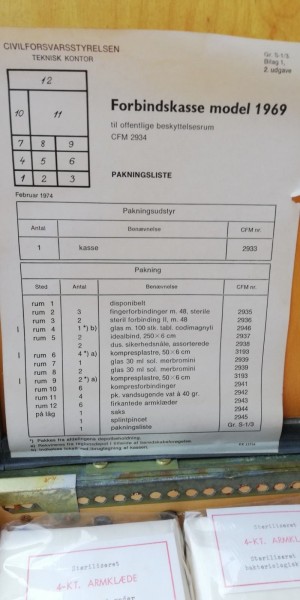 CIVILFORSVARSSTYRELSEN
TEKNISK KONTOR
Gr. S-1/3
Bilag 1,
2. udgave
12
10 11
7 8 9
4 5 6
1 2 3
Forbindskasse model 1969
til offentlige beskyttelsesrum
CFM 2934
PAKNINGSLISTE
Februar 1974
Pakningsudstyr
Antal Benævnelse CFM nr.
1 kasse 2933
Pakning
Sted Antal Benævnelse CFM nr.
rum 1 disponibelt
rum 2 3 fingerforbinder m. 48, sterile 2935
rum 3 2 steril forbinding II, m. 48 2936
rum 4 1 *) b) glas m. 100 stk. tabl. codimagnyl 2946
rum 5 2 idealbind, 250 × 6 cm 2937
2 dus. sikkerhedsnåle, assorterede 2938
rum 6 4 *) a) kompresplastre, 50 × 6 cm 3193
rum 7 1 glas 30 ml sol. merbromini 2939
rum 8 2 glas 30 ml sol. merbromini 2939
rum 9 2 *) a) kompresplastre, 50 × 6 cm 3193
rum 10 6 kompresforbindinger 2941
rum 11 4 pk. vandsugende vat à 40 gr. 2942
rum 12 6 firkantede armklæder 2943
på låg 1 saks 2944
1 splintpincet 2945
1 pakningsliste Gr. S-1/3
Steriliseret
4-KT. ARMKLÆDE
Steriliseret
bakteriologisk
4-KT. ARMKL